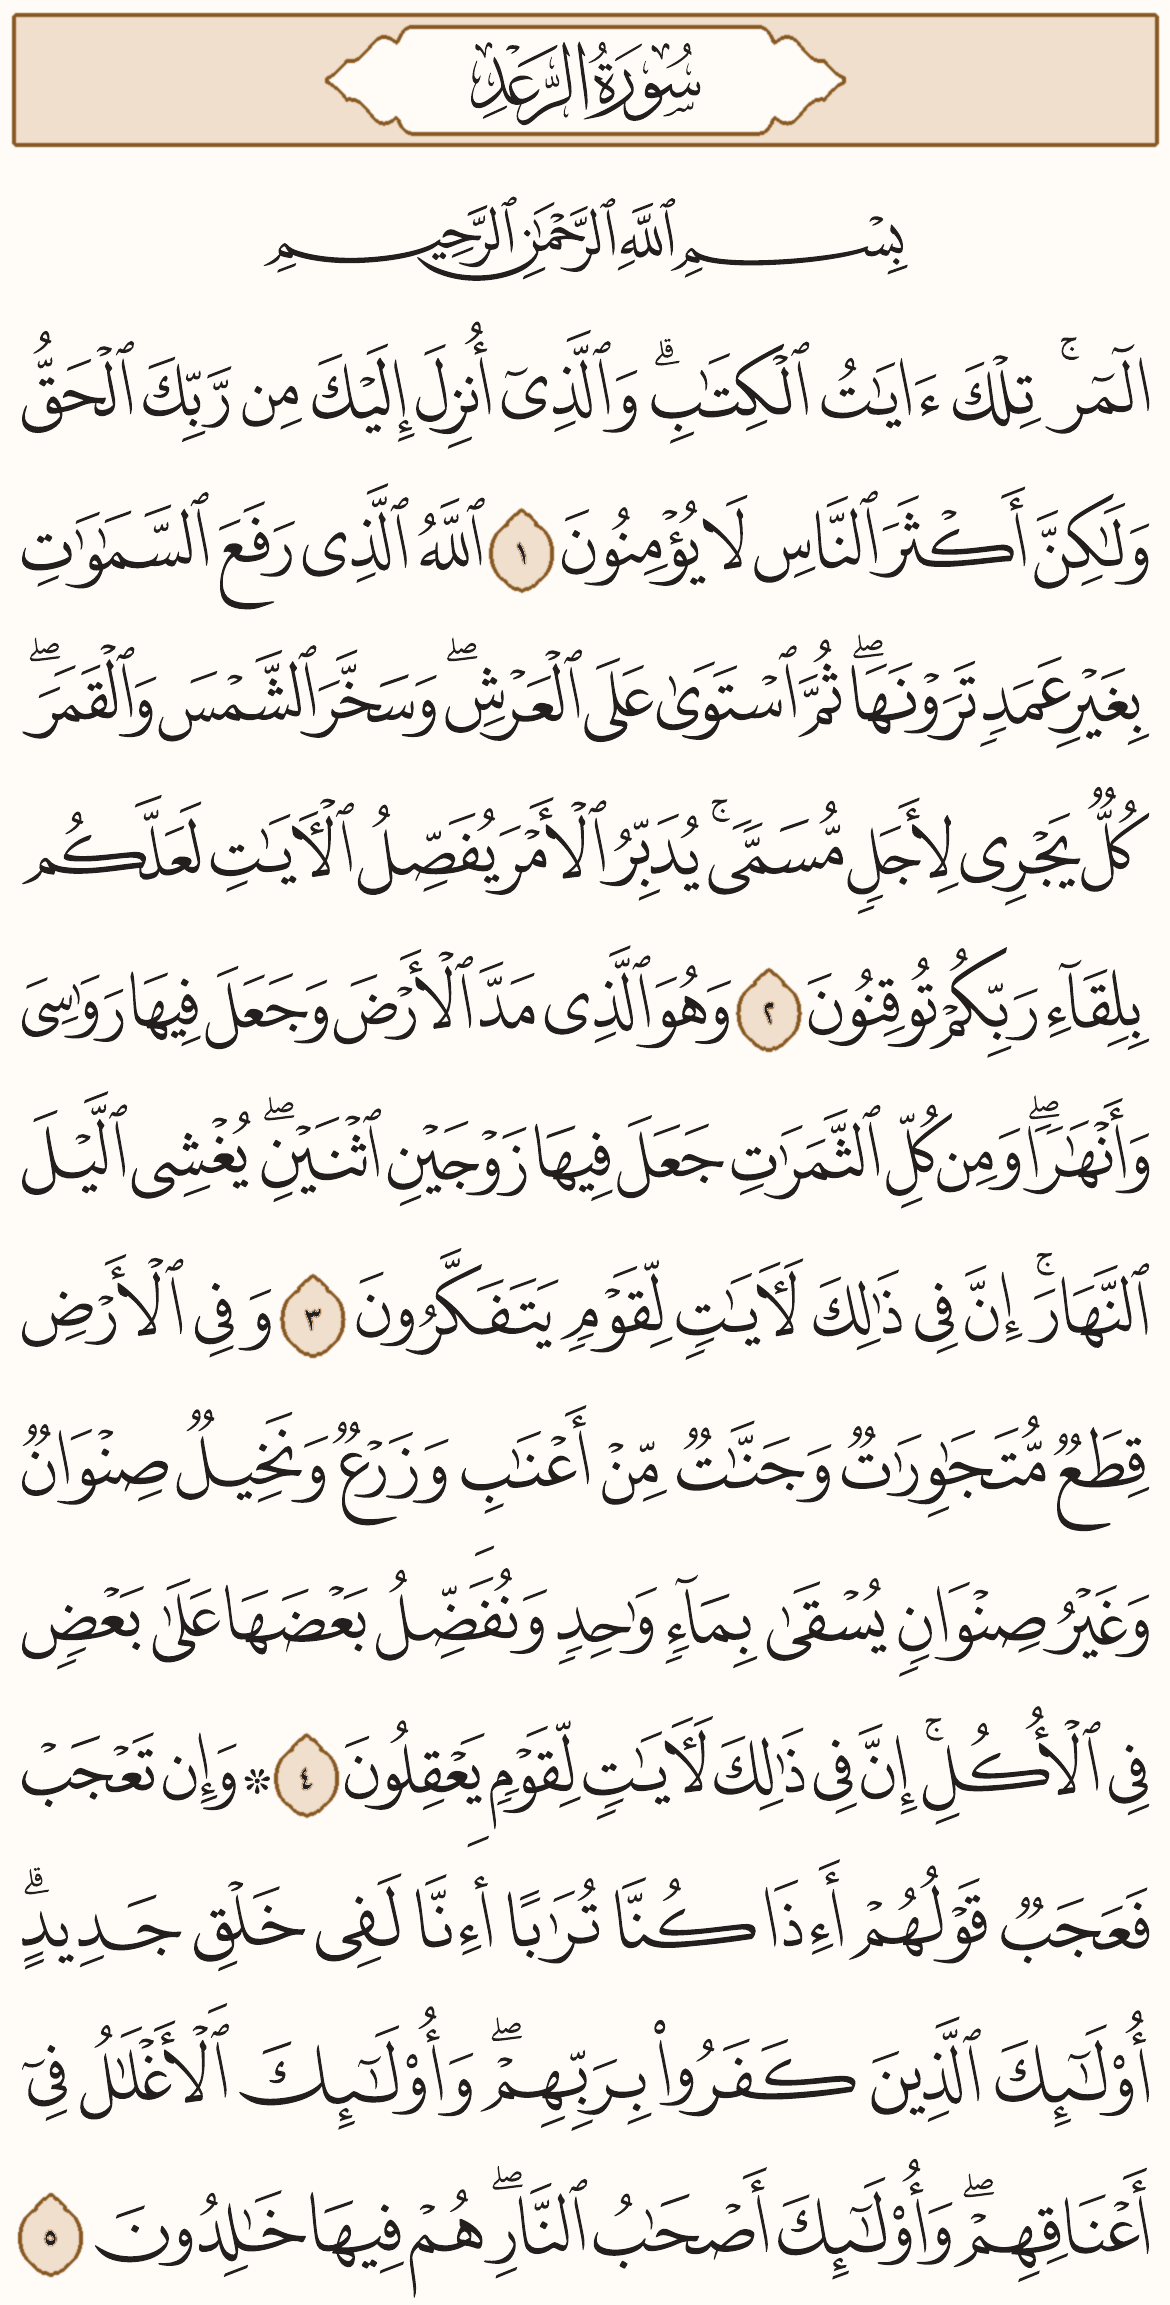 سُورَةُ الرَّعْدِ
بِسْمِ ٱللَّهِ ٱلرَّحْمَٰنِ ٱلرَّحِيمِ
الٓمٓر ۚ تِلْكَ ءَايَٰتُ ٱلْكِتَٰبِ ۗ وَٱلَّذِىٓ أُنزِلَ إِلَيْكَ مِن رَّبِّكَ ٱلْحَقُّ
وَلَٰكِنَّ أَكْثَرَ ٱلنَّاسِ لَا يُؤْمِنُونَ ١ ٱللَّهُ ٱلَّذِى رَفَعَ ٱلسَّمَٰوَٰتِ
بِغَيْرِ عَمَدٍ تَرَوْنَهَا ۖ ثُمَّ ٱسْتَوَىٰ عَلَى ٱلْعَرْشِ ۖ وَسَخَّرَ ٱلشَّمْسَ وَٱلْقَمَرَ ۖ
كُلٌّ يَجْرِى لِأَجَلٍ مُّسَمًّى ۚ يُدَبِّرُ ٱلْأَمْرَ يُفَصِّلُ ٱلْـَٔايَٰتِ لَعَلَّكُم
بِلِقَآءِ رَبِّكُمْ تُوقِنُونَ ٢ وَهُوَ ٱلَّذِى مَدَّ ٱلْأَرْضَ وَجَعَلَ فِيهَا رَوَٰسِىَ
وَأَنْهَٰرًا ۖ وَمِن كُلِّ ٱلثَّمَرَٰتِ جَعَلَ فِيهَا زَوْجَيْنِ ٱثْنَيْنِ ۖ يُغْشِى ٱلَّيْلَ
ٱلنَّهَارَ ۚ إِنَّ فِى ذَٰلِكَ لَـَٔايَٰتٍ لِّقَوْمٍ يَتَفَكَّرُونَ ٣ وَفِى ٱلْأَرْضِ
قِطَعٌ مُّتَجَٰوِرَٰتٌ وَجَنَّٰتٌ مِّنْ أَعْنَٰبٍ وَزَرْعٌ وَنَخِيلٌ صِنْوَانٌ
وَغَيْرُ صِنْوَانٍ يُسْقَىٰ بِمَآءٍ وَٰحِدٍ وَنُفَضِّلُ بَعْضَهَا عَلَىٰ بَعْضٍ
فِى ٱلْأُكُلِ ۚ إِنَّ فِى ذَٰلِكَ لَـَٔايَٰتٍ لِّقَوْمٍ يَعْقِلُونَ ٤ ۞ وَإِن تَعْجَبْ
فَعَجَبٌ قَوْلُهُمْ أَءِذَا كُنَّا تُرَٰبًا أَءِنَّا لَفِى خَلْقٍ جَدِيدٍ ۗ
أُو۟لَٰٓئِكَ ٱلَّذِينَ كَفَرُوا۟ بِرَبِّهِمْ ۖ وَأُو۟لَٰٓئِكَ ٱلْأَغْلَٰلُ فِىٓ
أَعْنَاقِهِمْ ۖ وَأُو۟لَٰٓئِكَ أَصْحَٰبُ ٱلنَّارِ ۖ هُمْ فِيهَا خَٰلِدُونَ ٥